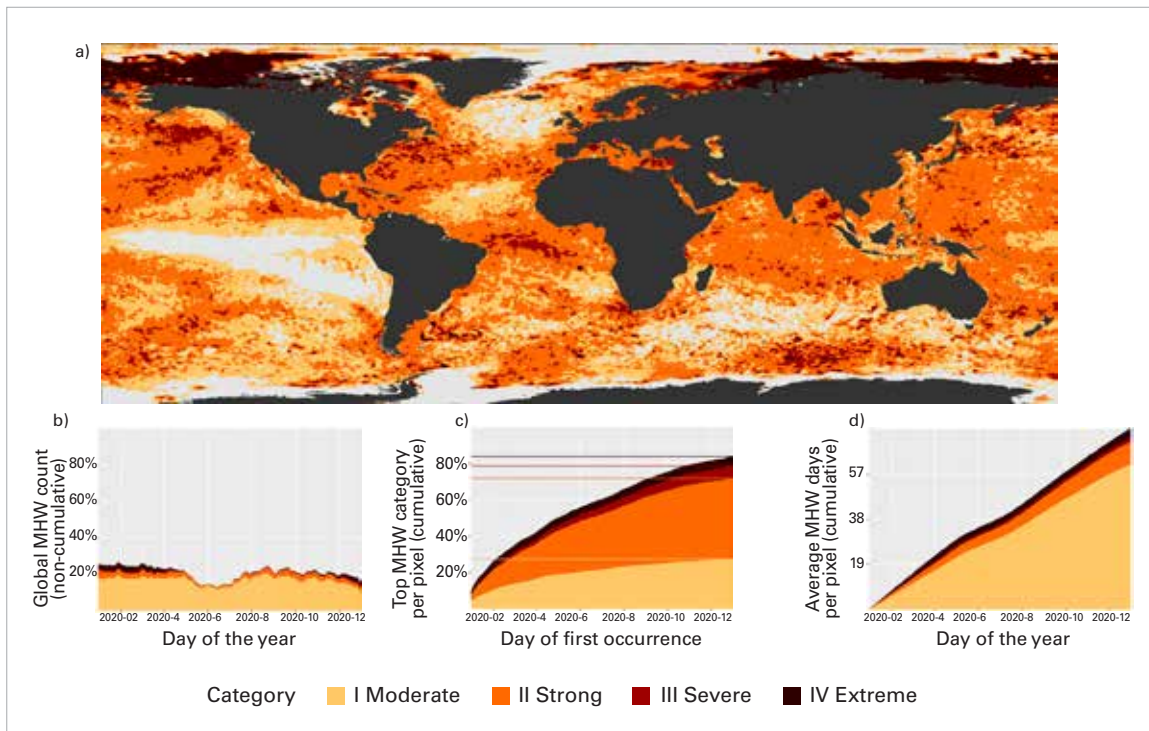 a)
b)
Global MHW count
(non-cumulative)
80%
60%
40%
20%
2020-02 2020-4 2020-6 2020-8 2020-10 2020-12
Day of the year
c)
Top MHW category
per pixel (cumulative)
80%
60%
40%
20%
2020-02 2020-4 2020-6 2020-8 2020-10 2020-12
Day of first occurrence
d)
Average MHW days
per pixel (cumulative)
57
38
19
2020-02 2020-4 2020-6 2020-8 2020-10 2020-12
Day of the year
Category I Moderate II Strong III Severe IV Extreme